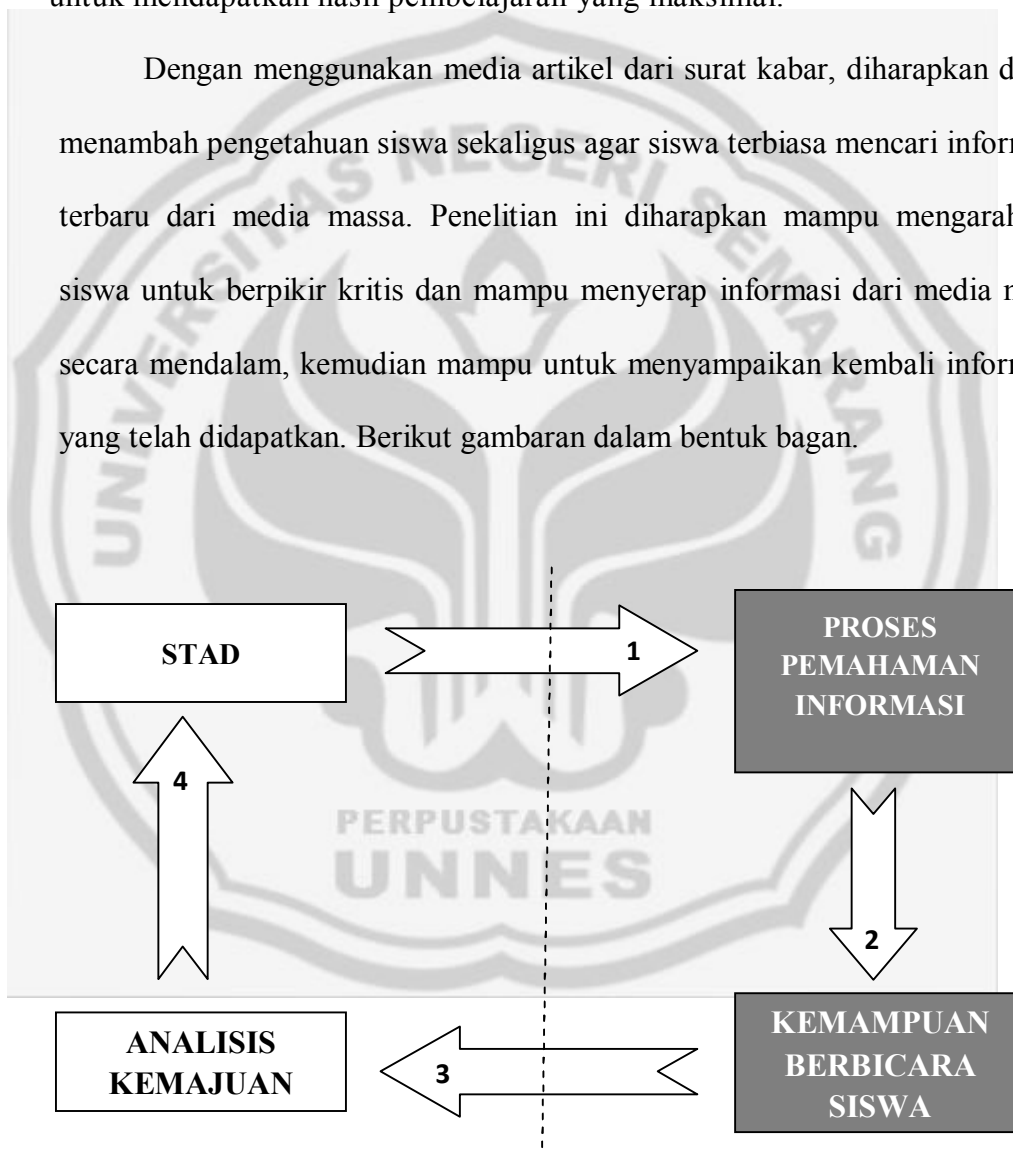 untuk mendapatkan hasil pembelajaran yang maksimal.
Dengan menggunakan media artikel dari surat kabar, diharapkan d
menambah pengetahuan siswa sekaligus agar siswa terbiasa mencari infor
terbaru dari media massa. Penelitian ini diharapkan mampu mengarah
siswa untuk berpikir kritis dan mampu menyerap informasi dari media
secara mendalam, kemudian mampu untuk menyampaikan kembali infor
yang telah didapatkan. Berikut gambaran dalam bentuk bagan.
UNIVERSITAS NEGERI SEMARANG
STAD
1
PROSES
PEMAHAMAN
INFORMASI
4
PERPUSTAKAAN
UNNES
2
ANALISIS
KEMAJUAN
3
KEMAMPUAN
BERBICARA
SISWA